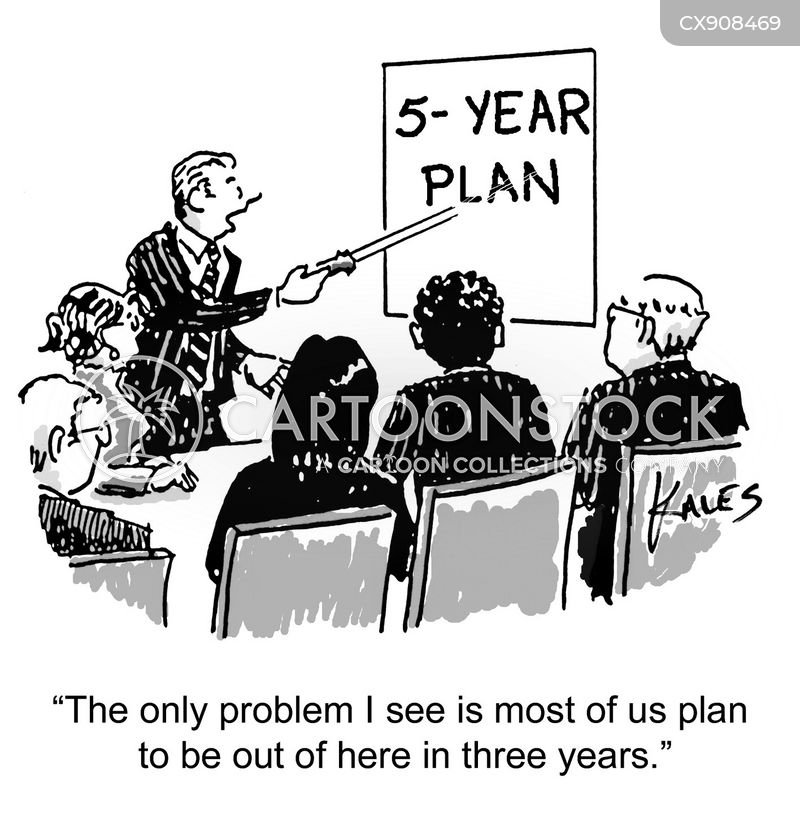 CX908469
5-YEAR
PLAN
CARTOONSTOCK
CARTOON COLLECTIONS COMPANY
KALES
“The only problem I see is most of us plan
to be out of here in three years.”